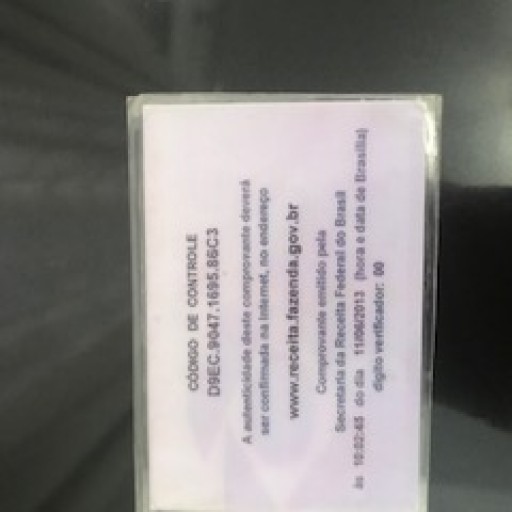 CÓDIGO DE CONTROLE
D9EC.9047.1695.86C3
A autenticidade deste comprovante deverá
ser confirmada na Internet, no endereço
www.receita.fazenda.gov.br
Comprovante emitido pela
Secretaria da Receita Federal do Brasil
às 10:02:45 do dia 11/06/2013 (hora e data de Brasília)
dígito verificador: 00